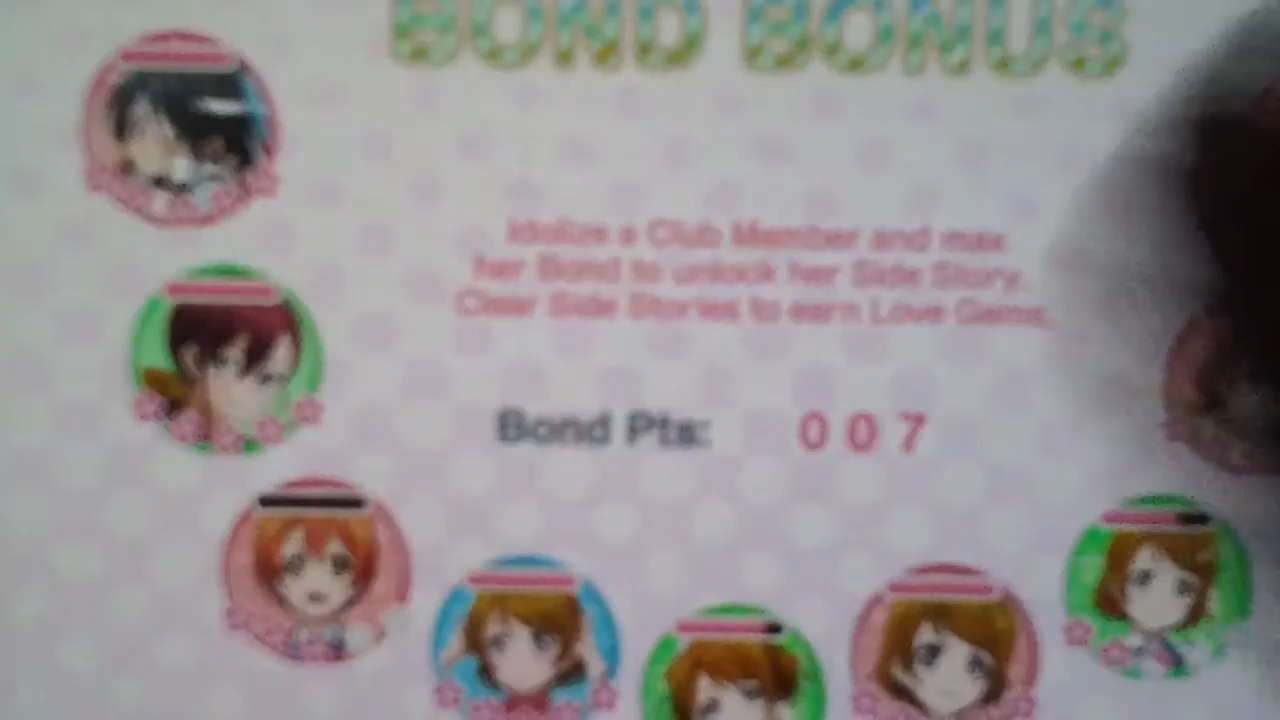 BOND BONUS
Idolize a Club Member and max
her Bond to unlock her Side Story.
Clear Side Stories to earn Love Gems.
Bond Pts: 007